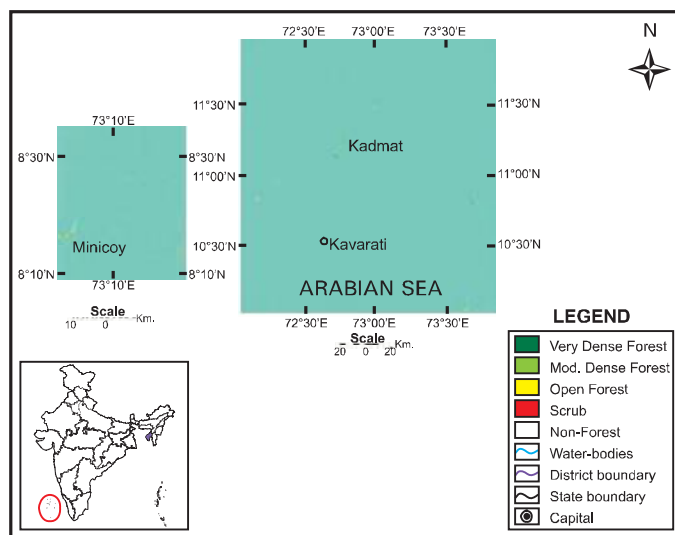 N
72°30'E 73°00'E 73°30'E
11°30'N 11°30'N
Kadmat
11°00'N 11°00'N
Kavarati
10°30'N 10°30'N
ARABIAN SEA
72°30'E 73°00'E 73°30'E
Scale
20 0 20 Km.
73°10'E
8°30'N 8°30'N
Minicoy
8°10'N 8°10'N
73°10'E
Scale
10 0 Km.
LEGEND
Very Dense Forest
Mod. Dense Forest
Open Forest
Scrub
Non-Forest
Water-bodies
District boundary
State boundary
Capital